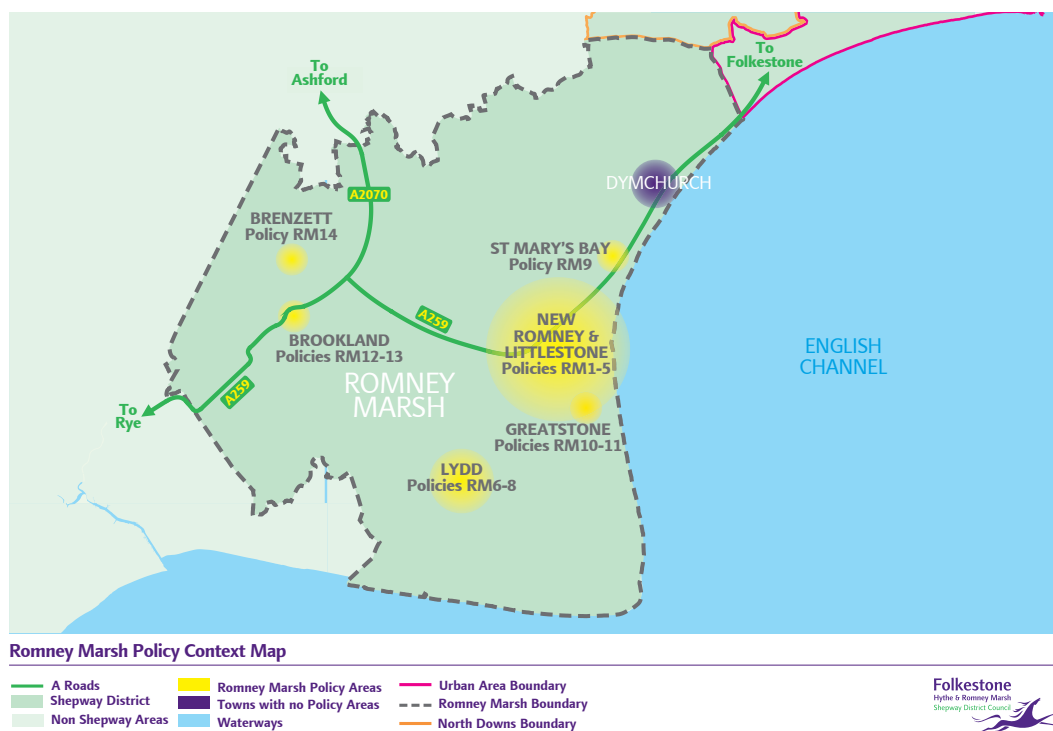 To
Folkestone
To
Ashford
DYMCHURCH
A2070
BRENZETT
Policy RM14
ST MARY'S BAY
Policy RM9
A259
NEW
ROMNEY &
LITTLESTONE
Policies RM1-5
BROOKLAND
Policies RM12-13
ENGLISH
CHANNEL
ROMNEY
MARSH
A259
To
Rye
GREATSTONE
Policies RM10-11
LYDD
Policies RM6-8
Romney Marsh Policy Context Map
A Roads
Shepway District
Non Shepway Areas
Romney Marsh Policy Areas
Towns with no Policy Areas
Waterways
Urban Area Boundary
Romney Marsh Boundary
North Downs Boundary
Folkestone
Hythe & Romney Marsh
Shepway District Council